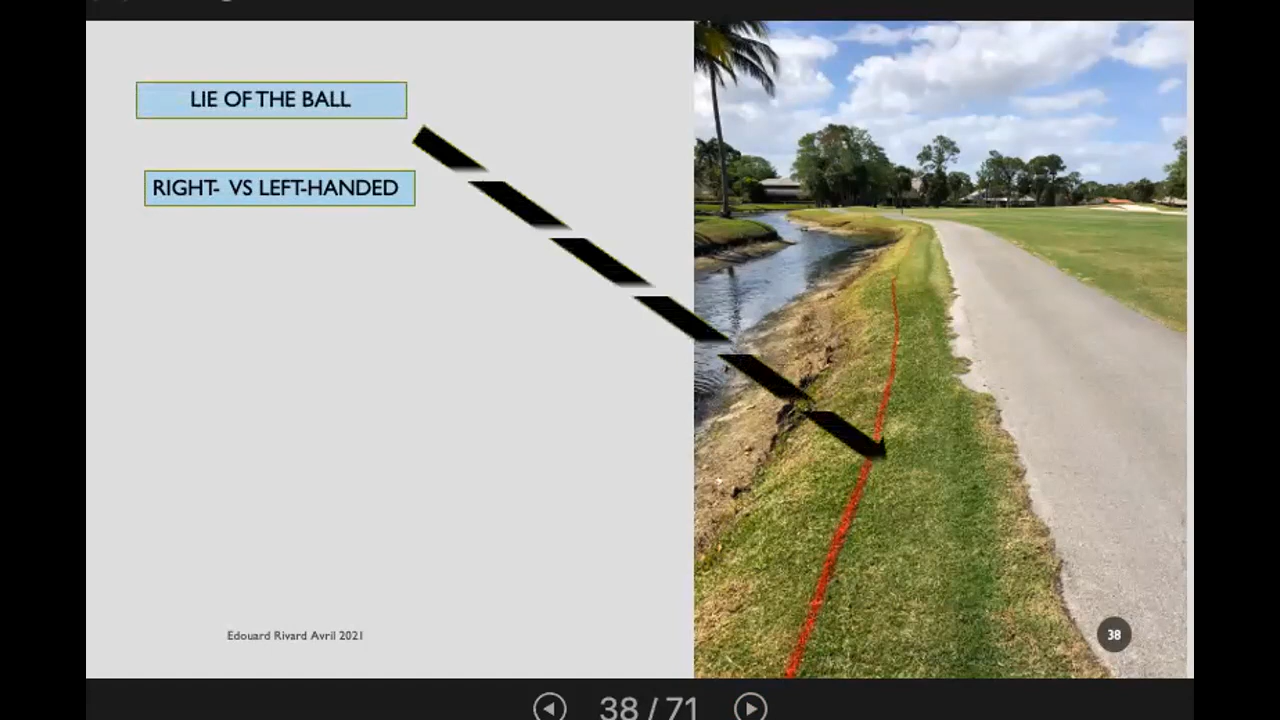 LIE OF THE BALL
RIGHT- VS LEFT-HANDED
Edouard Rivard Avril 2021
38
38 / 71